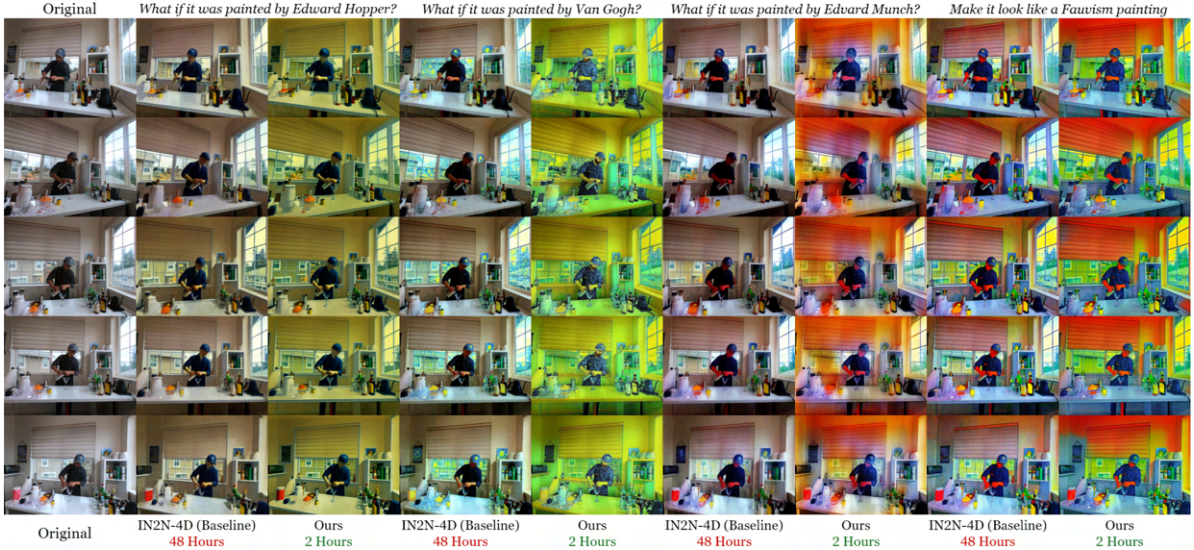 Original
What if it was painted by Edward Hopper?
What if it was painted by Van Gogh?
What if it was painted by Edvard Munch?
Make it look like a Fauvism painting
Original
IN2N-4D (Baseline)
48 Hours
Ours
2 Hours
IN2N-4D (Baseline)
48 Hours
Ours
2 Hours
IN2N-4D (Baseline)
48 Hours
Ours
2 Hours
IN2N-4D (Baseline)
48 Hours
Ours
2 Hours